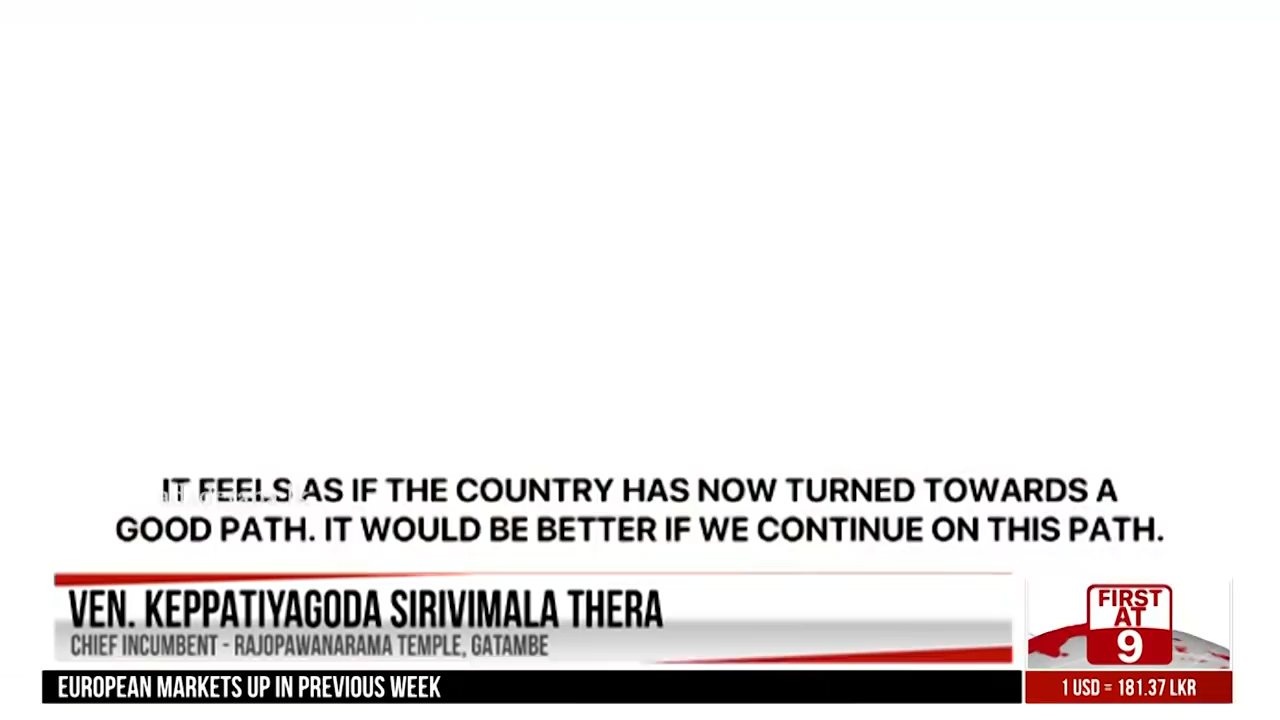 IT FEELS AS IF THE COUNTRY HAS NOW TURNED TOWARDS A
GOOD PATH. IT WOULD BE BETTER IF WE CONTINUE ON THIS PATH.
VEN. KEPPATIYAGODA SIRIVIMALA THERA
CHIEF INCUMBENT - RAJOPAWANARAMA TEMPLE, GATAMBE
FIRST
AT
9
EUROPEAN MARKETS UP IN PREVIOUS WEEK
1 USD = 181.37 LKR